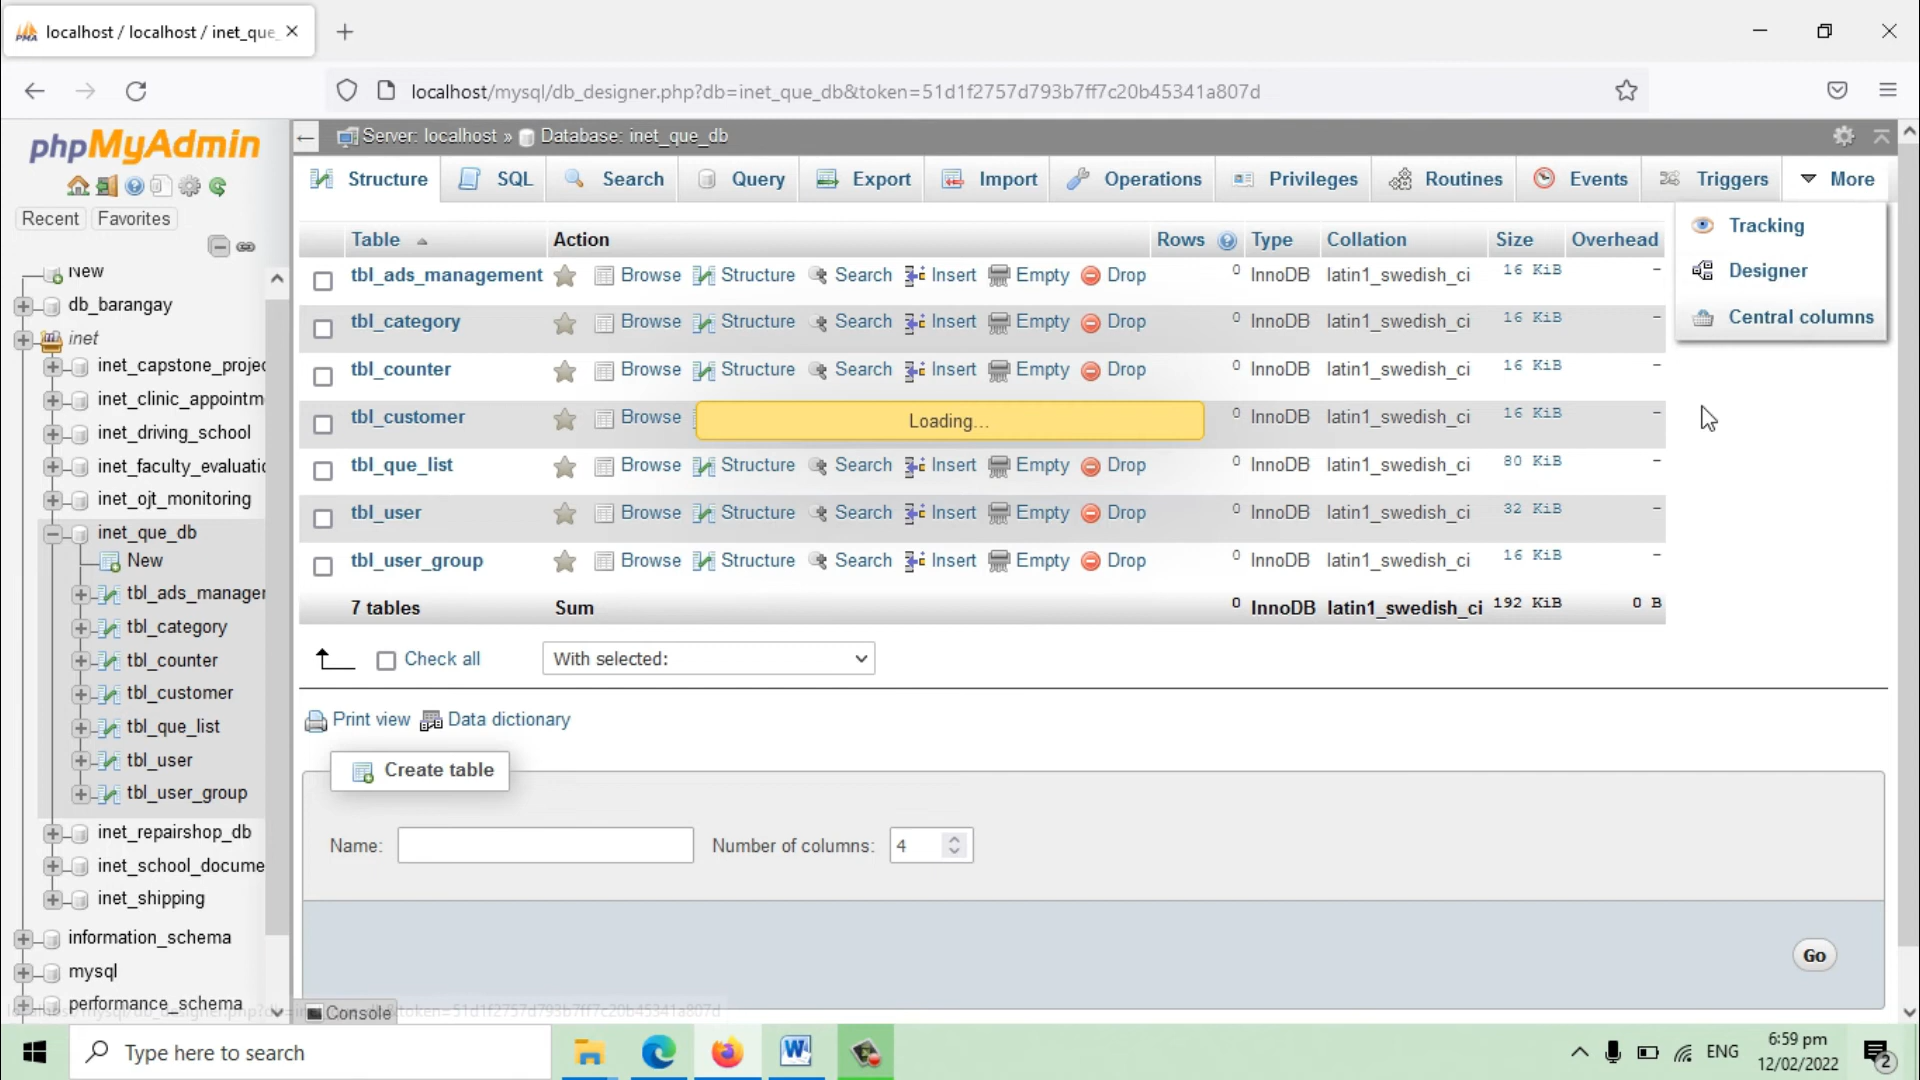 localhost / localhost / inet_que_
localhost/mysql/db_designer.php?db=inet_que_db&token=51d1f2757d793b7ff7c20b45341a807d
phpMyAdmin
Recent Favorites
New
db_barangay
inet
inet_capstone_projec
inet_clinic_appointm
inet_driving_school
inet_faculty_evaluatio
inet_ojt_monitoring
inet_que_db
New
tbl_ads_manager
tbl_category
tbl_counter
tbl_customer
tbl_que_list
tbl_user
tbl_user_group
inet_repairshop_db
inet_school_docume
inet_shipping
information_schema
mysql
performance_schema
Server: localhost » Database: inet_que_db
Structure SQL Search Query Export Import Operations Privileges Routines Events Triggers More
Tracking
Designer
Central columns
Table Action Rows Type Collation Size Overhead
tbl_ads_management Browse Structure Search Insert Empty Drop 0 InnoDB latin1_swedish_ci 16 KiB -
tbl_category Browse Structure Search Insert Empty Drop 0 InnoDB latin1_swedish_ci 16 KiB -
tbl_counter Browse Structure Search Insert Empty Drop 0 InnoDB latin1_swedish_ci 16 KiB -
tbl_customer Browse Loading... 0 InnoDB latin1_swedish_ci 16 KiB -
tbl_que_list Browse Structure Search Insert Empty Drop 0 InnoDB latin1_swedish_ci 80 KiB -
tbl_user Browse Structure Search Insert Empty Drop 0 InnoDB latin1_swedish_ci 32 KiB -
tbl_user_group Browse Structure Search Insert Empty Drop 0 InnoDB latin1_swedish_ci 16 KiB -
7 tables Sum 0 InnoDB latin1_swedish_ci 192 KiB 0 B
Check all With selected:
Print view Data dictionary
Create table
Name: Number of columns: 4
Go
Console
Type here to search
ENG
6:59 pm
12/02/2022
2